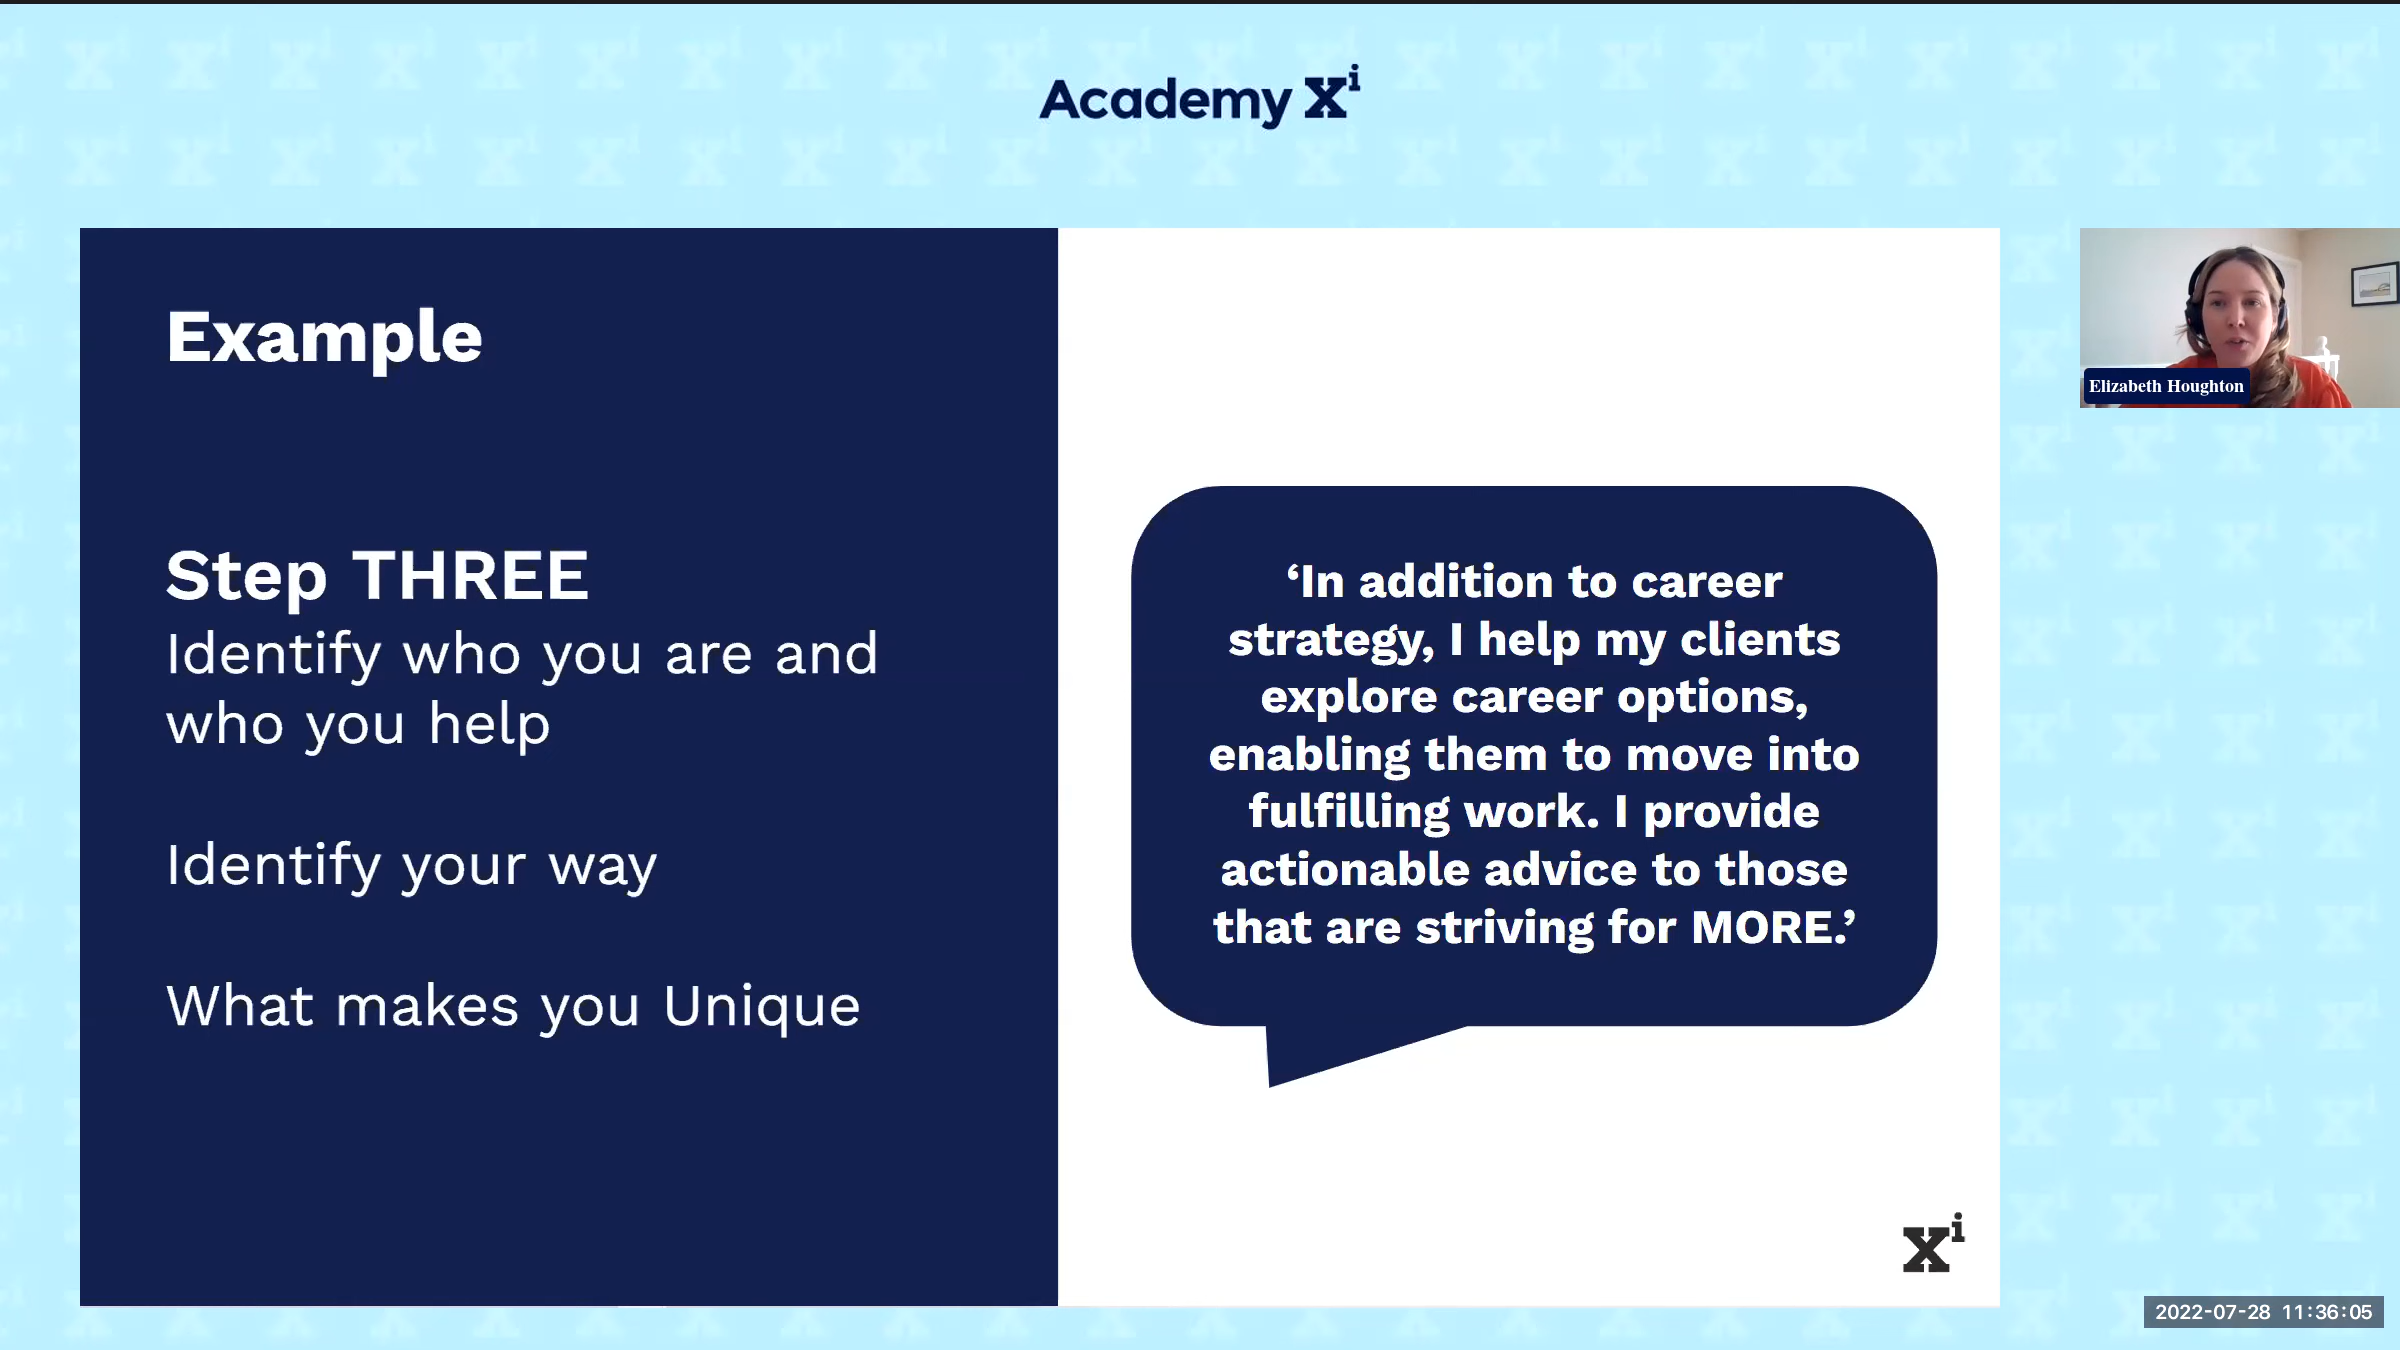 Academy Xi
Example
Step THREE
Identify who you are and
who you help
Identify your way
What makes you Unique
‘In addition to career
strategy, I help my clients
explore career options,
enabling them to move into
fulfilling work. I provide
actionable advice to those
that are striving for MORE.’
Xi
Elizabeth Houghton
2022-07-28 11:36:05